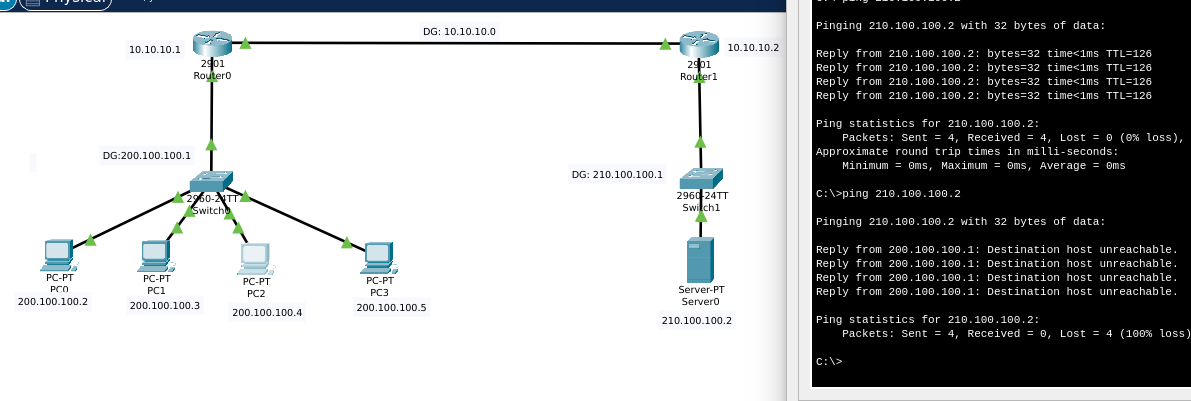 Physical
DG: 10.10.10.0
10.10.10.1
2901
Router0
2901
Router1
10.10.10.2
DG:200.100.100.1
DG: 210.100.100.1
2960-24TT
Switch0
2960-24TT
Switch1
PC-PT
PC0
200.100.100.2
PC-PT
PC1
200.100.100.3
PC-PT
PC2
200.100.100.4
PC-PT
PC3
200.100.100.5
Server-PT
Server0
210.100.100.2
Pinging 210.100.100.2 with 32 bytes of data:
Reply from 210.100.100.2: bytes=32 time<1ms TTL=126
Reply from 210.100.100.2: bytes=32 time<1ms TTL=126
Reply from 210.100.100.2: bytes=32 time<1ms TTL=126
Reply from 210.100.100.2: bytes=32 time<1ms TTL=126
Ping statistics for 210.100.100.2:
Packets: Sent = 4, Received = 4, Lost = 0 (0% loss),
Approximate round trip times in milli-seconds:
Minimum = 0ms, Maximum = 0ms, Average = 0ms
C:\>ping 210.100.100.2
Pinging 210.100.100.2 with 32 bytes of data:
Reply from 200.100.100.1: Destination host unreachable.
Reply from 200.100.100.1: Destination host unreachable.
Reply from 200.100.100.1: Destination host unreachable.
Reply from 200.100.100.1: Destination host unreachable.
Ping statistics for 210.100.100.2:
Packets: Sent = 4, Received = 0, Lost = 4 (100% loss)
C:\>